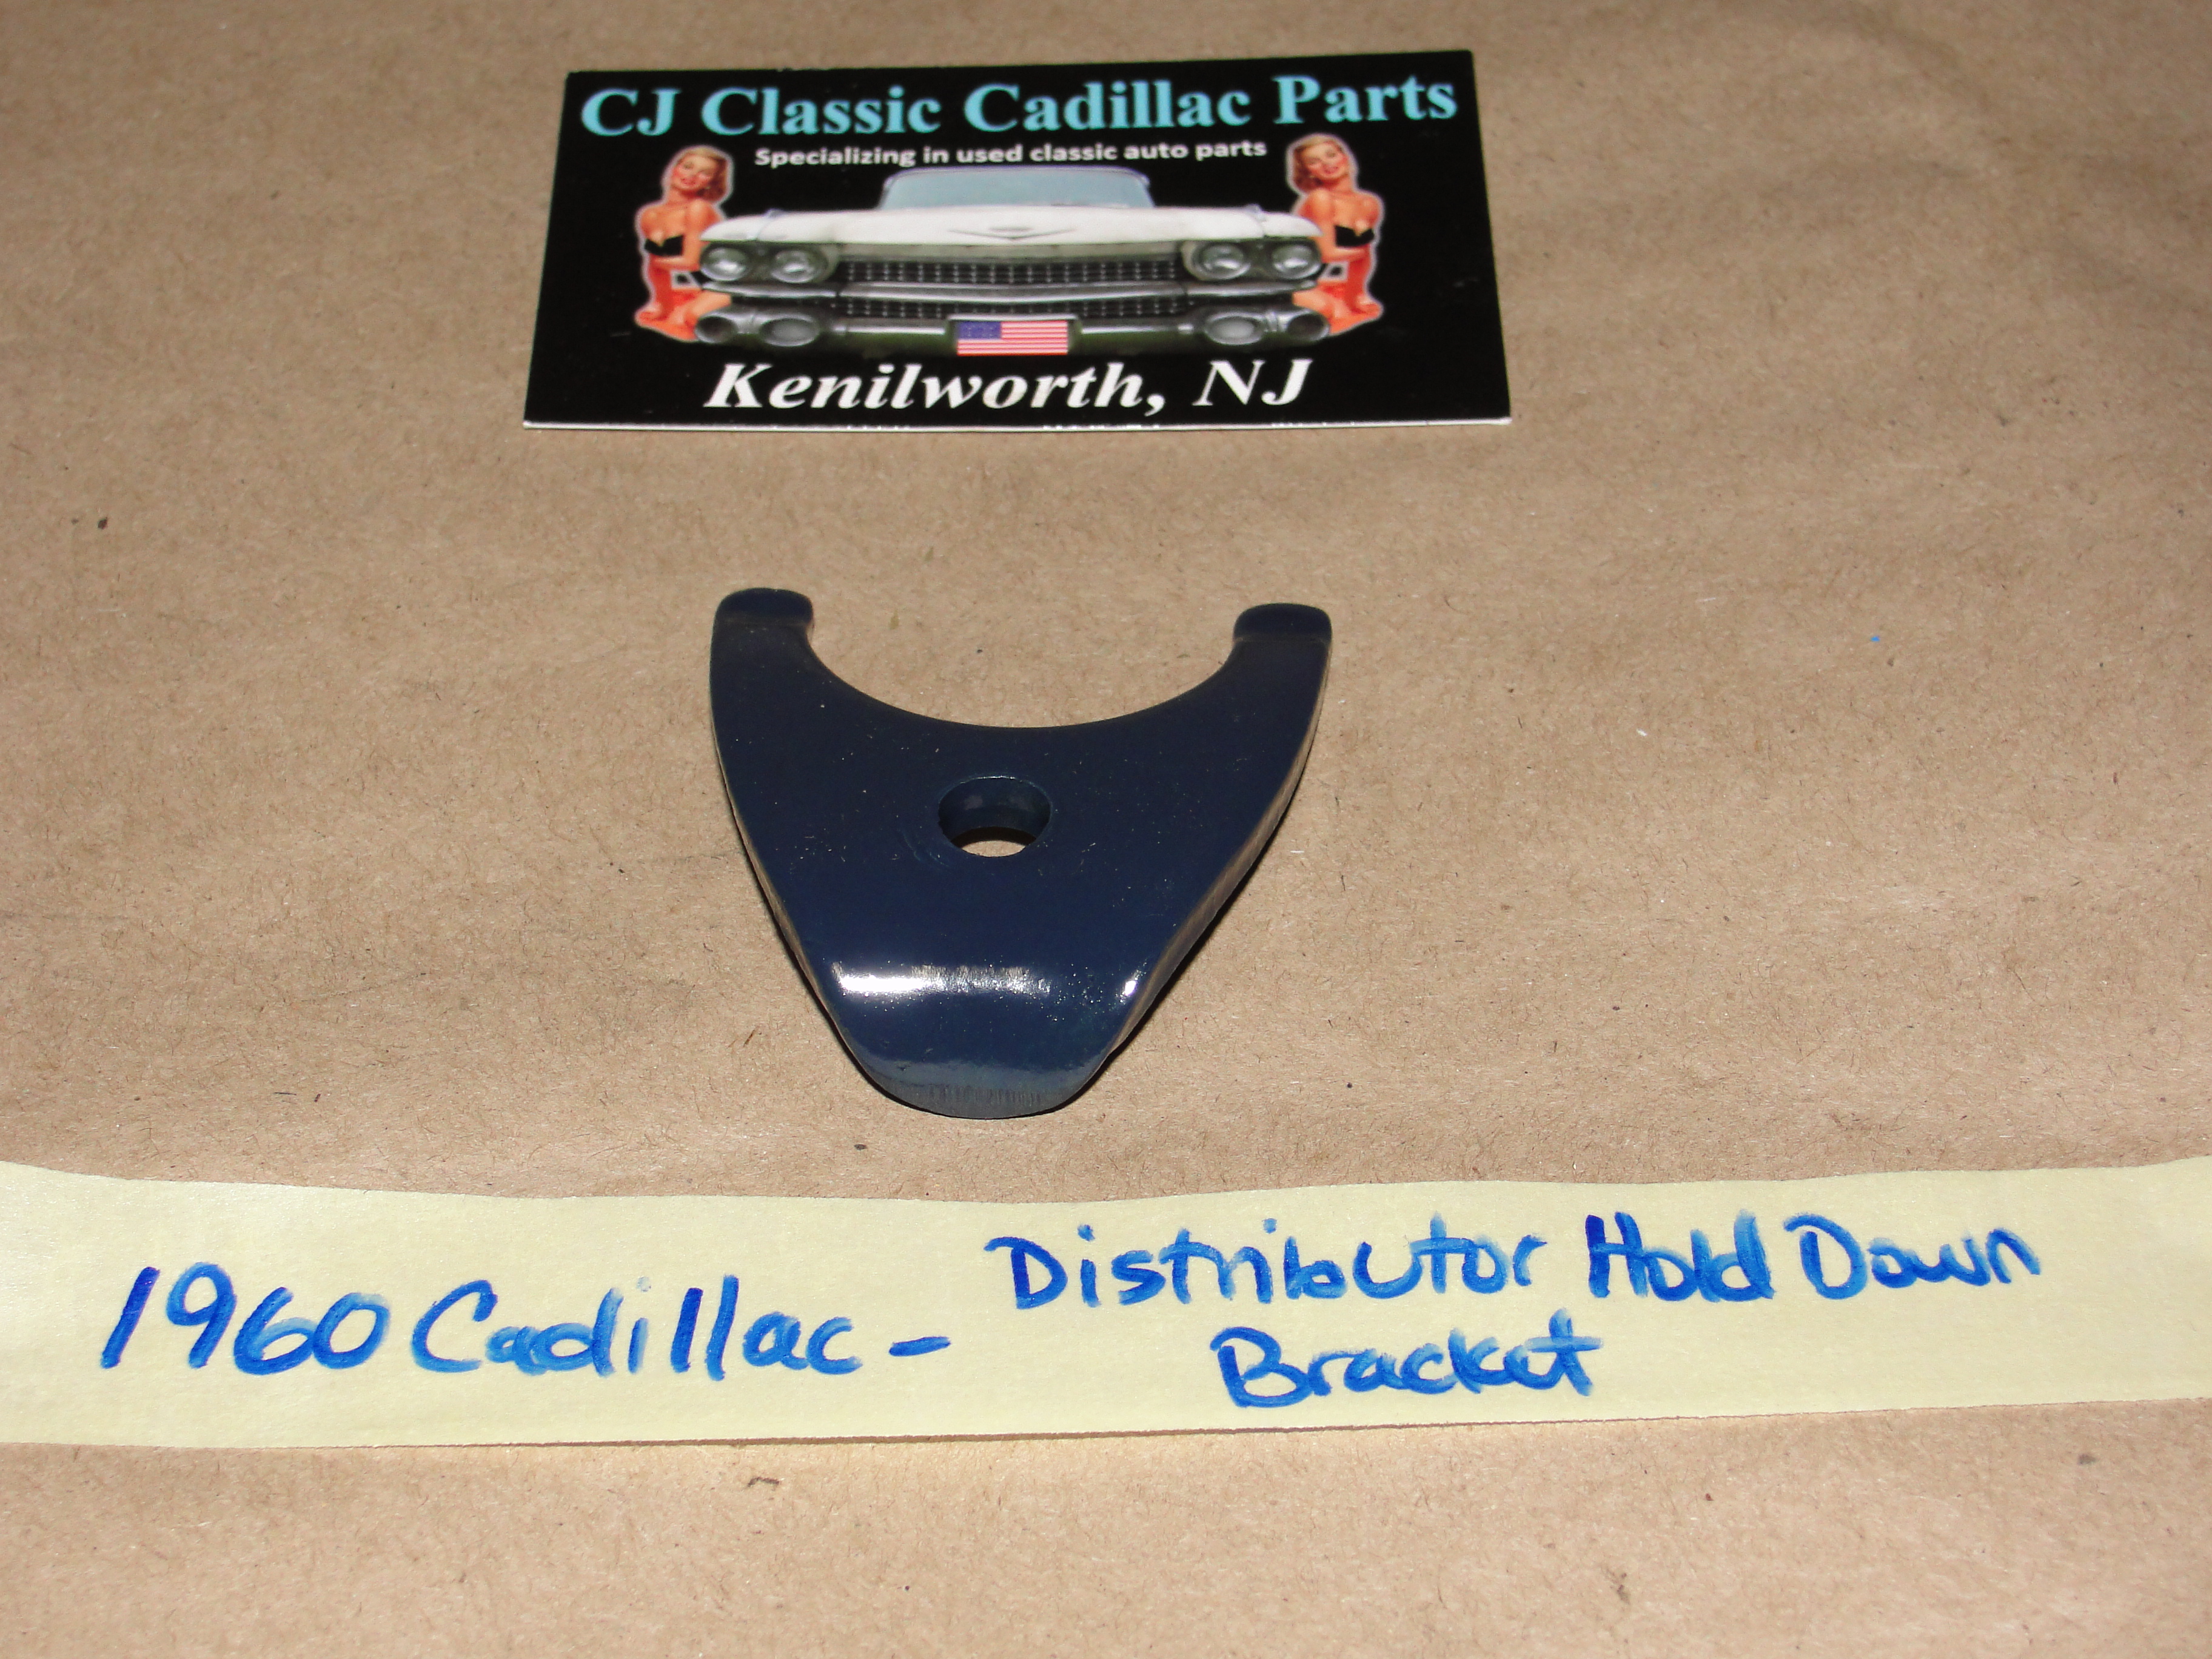 CJ Classic Cadillac Parts
Specializing in used classic auto parts
Kenilworth, NJ
1960 Cadillac - Distributor Hold Down
Bracket